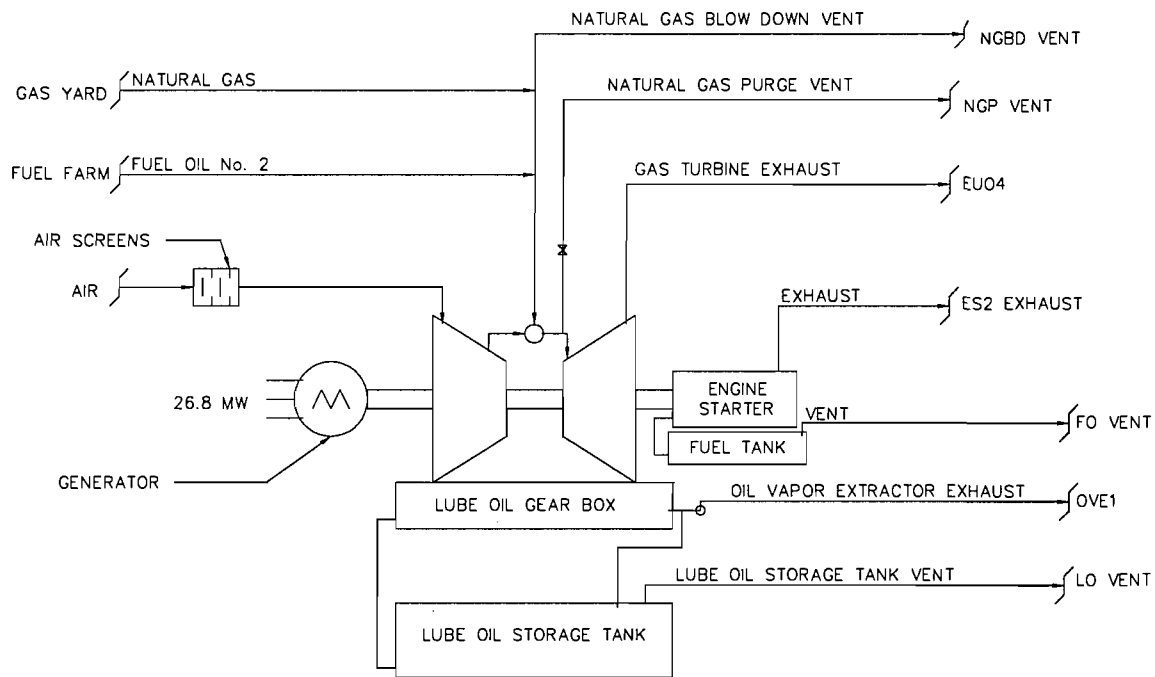 NATURAL GAS BLOW DOWN VENT
NGBD VENT
GAS YARD
NATURAL GAS
NATURAL GAS PURGE VENT
NGP VENT
FUEL FARM
FUEL OIL No. 2
GAS TURBINE EXHAUST
EU04
AIR SCREENS
AIR
EXHAUST
ES2 EXHAUST
26.8 MW
ENGINE
STARTER
VENT
FO VENT
FUEL TANK
GENERATOR
LUBE OIL GEAR BOX
OIL VAPOR EXTRACTOR EXHAUST
OVE1
LUBE OIL STORAGE TANK VENT
LO VENT
LUBE OIL STORAGE TANK